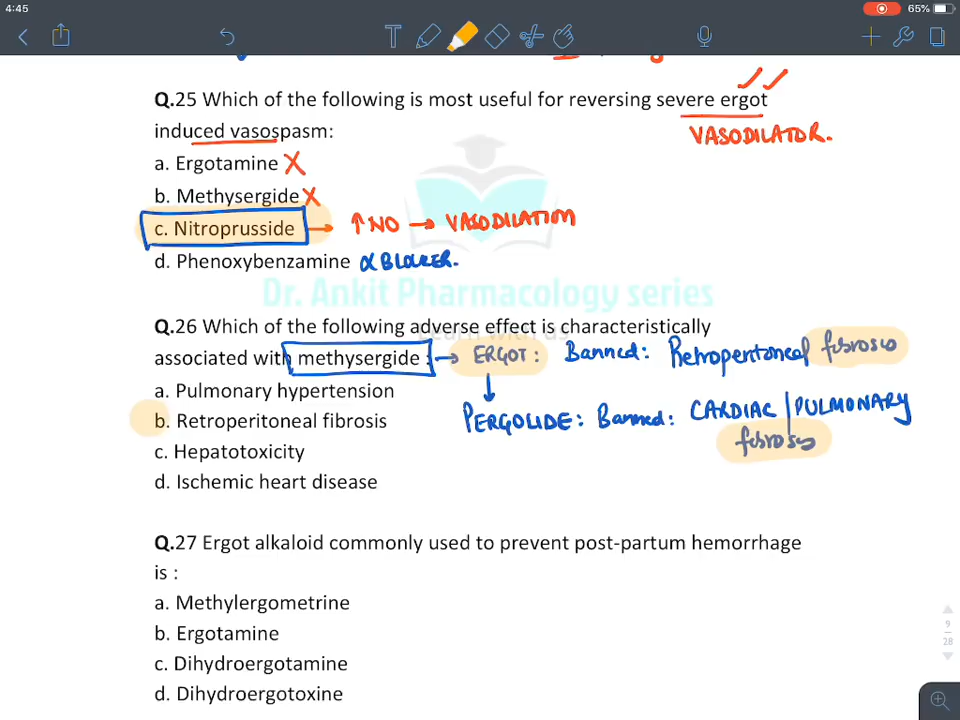 4:45
65%
Q.25 Which of the following is most useful for reversing severe ergot
induced vasospasm:
VASODILATOR.
a. Ergotamine X
b. Methysergide X
c. Nitroprusside → ↑ NO → VASODILATION
d. Phenoxybenzamine α BLOCKER.
Dr. Ankit Pharmacology series
Q.26 Which of the following adverse effect is characteristically
associated with methysergide : → ERGOT : Banned : Retroperitoneal fibrosis
a. Pulmonary hypertension
b. Retroperitoneal fibrosis
PERGOLIDE : Banned : CARDIAC | PULMONARY
fibrosis
c. Hepatotoxicity
d. Ischemic heart disease
Q.27 Ergot alkaloid commonly used to prevent post-partum hemorrhage
is :
a. Methylergometrine
b. Ergotamine
c. Dihydroergotamine
d. Dihydroergotoxine
9
28